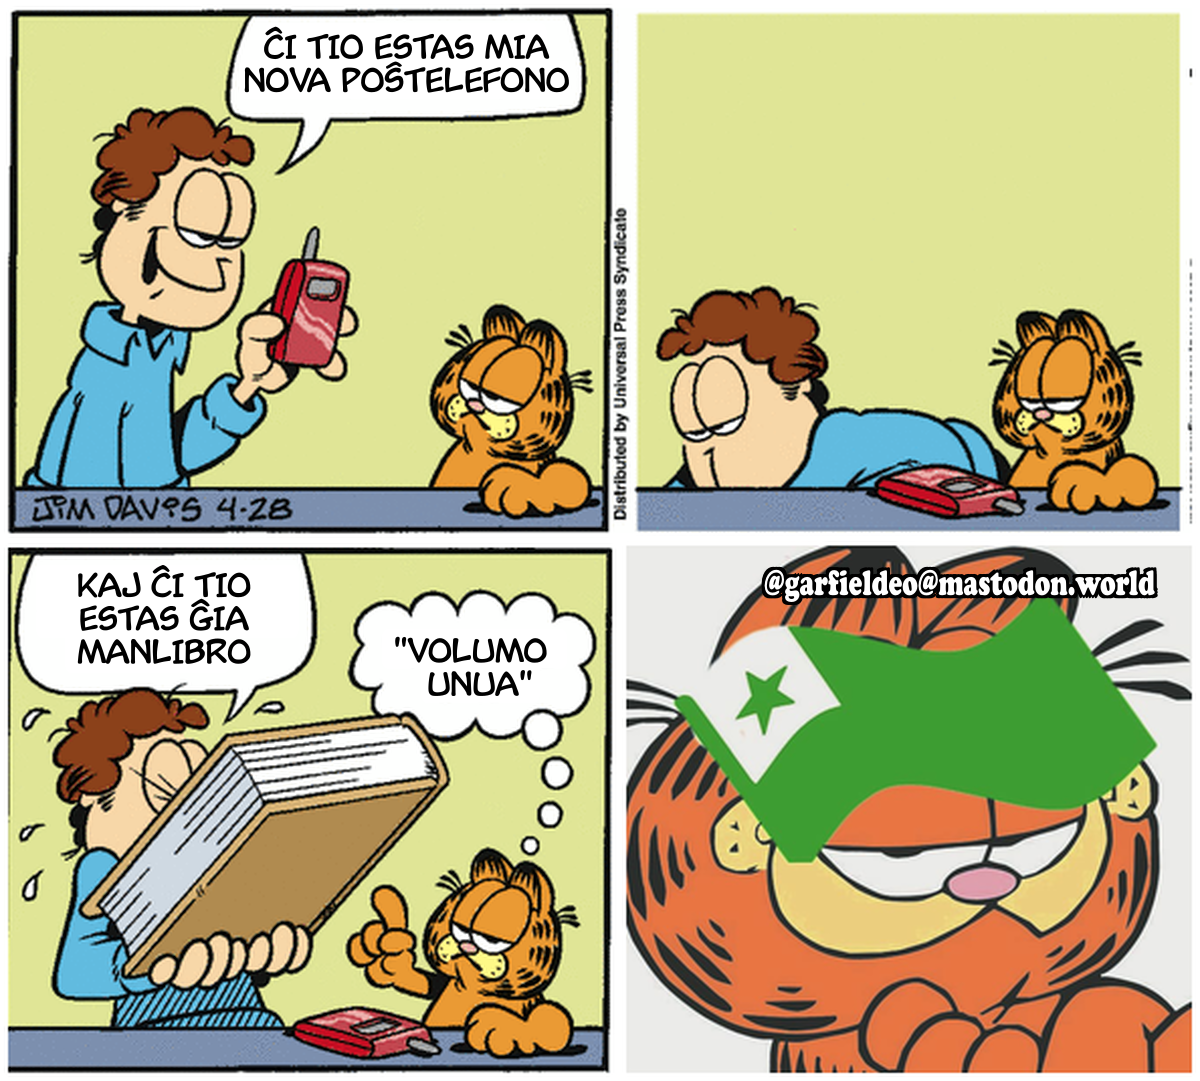 ĈI TIO ESTAS MIA
NOVA POŜTELEFONO
Distributed by Universal Press Syndicate
JIM DAVIS 4-28
KAJ ĈI TIO
ESTAS ĜIA
MANLIBRO
"VOLUMO
UNUA"
@garfieldeo@mastodon.world